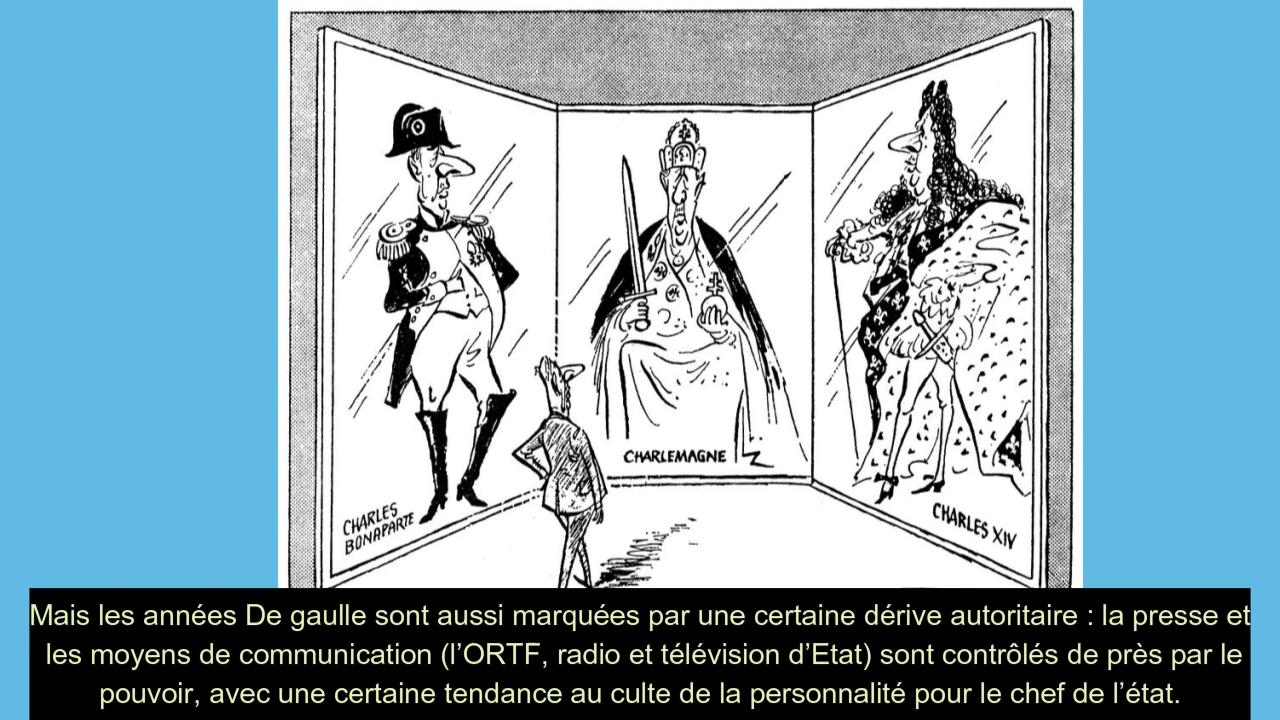 CHARLES
BONAPARTE
CHARLEMAGNE
CHARLES XIV
Mais les années De gaulle sont aussi marquées par une certaine dérive autoritaire : la presse et
les moyens de communication (l’ORTF, radio et télévision d’Etat) sont contrôlés de près par le
pouvoir, avec une certaine tendance au culte de la personnalité pour le chef de l’état.